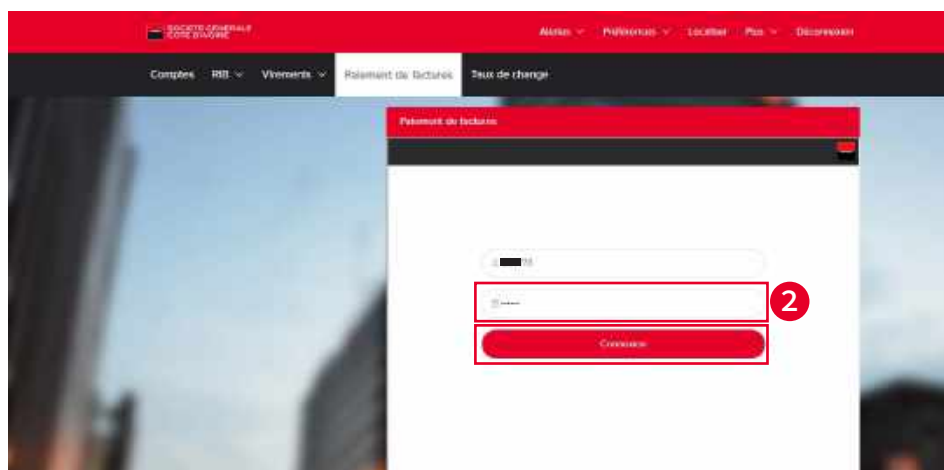 SOCIETE GENERALE
COTE D'IVOIRE
Alertes Préférences Localiser Plus Déconnexion
Comptes RIB Virements Paiement de factures Taux de change
Paiement de factures
2
Connexion